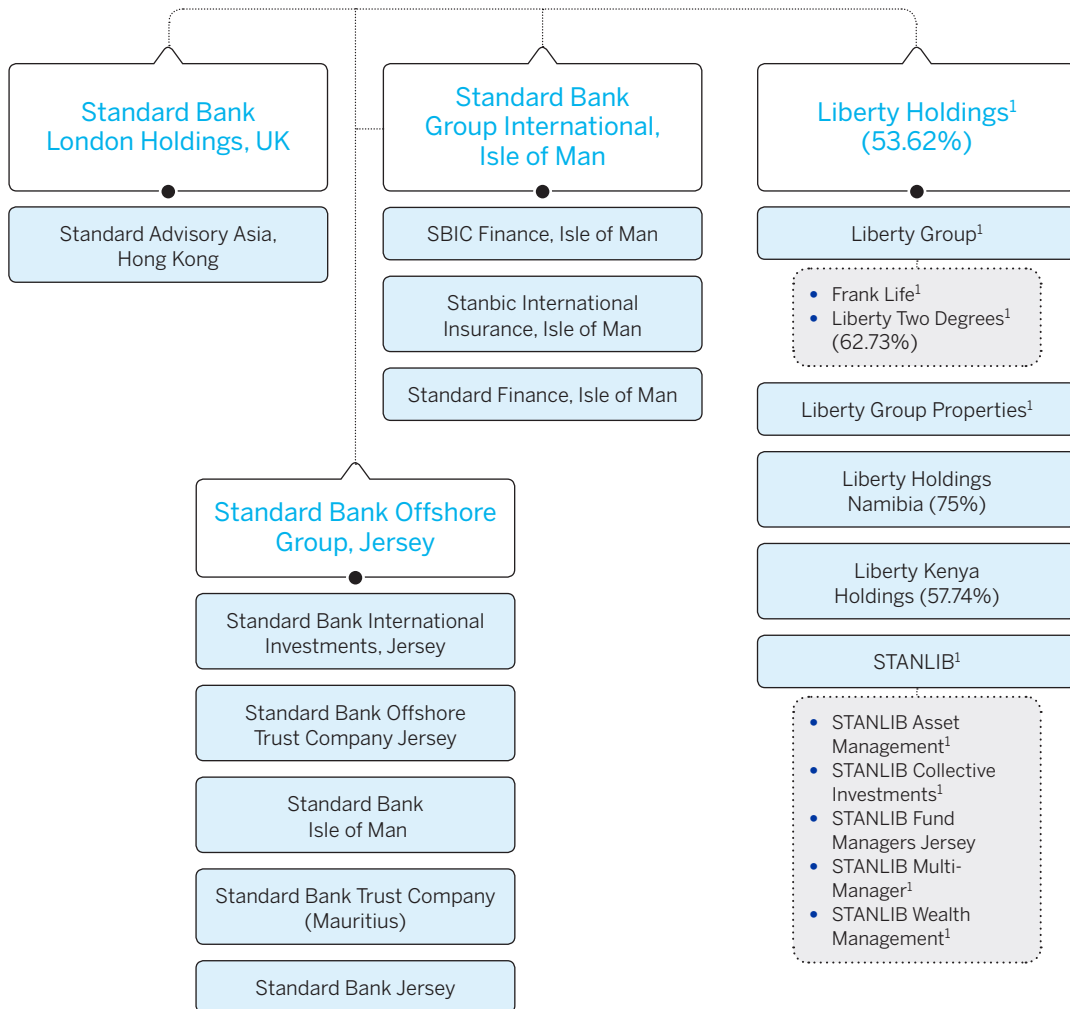 Standard Bank
London Holdings, UK
Standard Advisory Asia,
Hong Kong
Standard Bank
Group International,
Isle of Man
SBIC Finance, Isle of Man
Stanbic International
Insurance, Isle of Man
Standard Finance, Isle of Man
Standard Bank Offshore
Group, Jersey
Standard Bank International
Investments, Jersey
Standard Bank Offshore
Trust Company Jersey
Standard Bank
Isle of Man
Standard Bank Trust Company
(Mauritius)
Standard Bank Jersey
Liberty Holdings¹
(53.62%)
Liberty Group¹
• Frank Life¹
• Liberty Two Degrees¹
(62.73%)
Liberty Group Properties¹
Liberty Holdings
Namibia (75%)
Liberty Kenya
Holdings (57.74%)
STANLIB¹
• STANLIB Asset
Management¹
• STANLIB Collective
Investments¹
• STANLIB Fund
Managers Jersey
• STANLIB Multi-
Manager¹
• STANLIB Wealth
Management¹